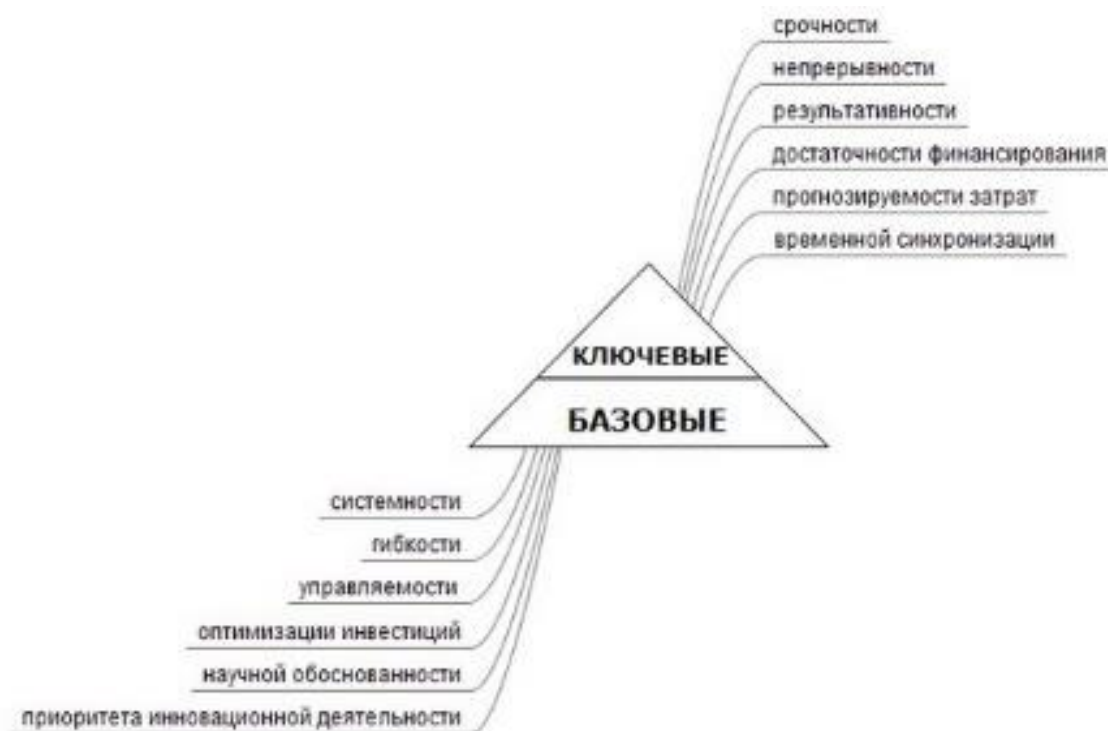 срочности
непрерывности
результативности
достаточности финансирования
прогнозируемости затрат
временной синхронизации
КЛЮЧЕВЫЕ
БАЗОВЫЕ
системности
гибкости
управляемости
оптимизации инвестиций
научной обоснованности
приоритета инновационной деятельности